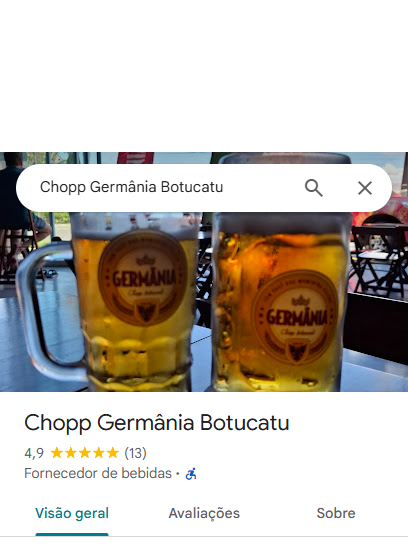 Chopp Germânia Botucatu
GERMÂNIA
Chopp Artesanal
GERMÂNIA
Chopp Artesanal
Chopp Germânia Botucatu
4,9 (13)
Fornecedor de bebidas ·
Visão geral Avaliações Sobre